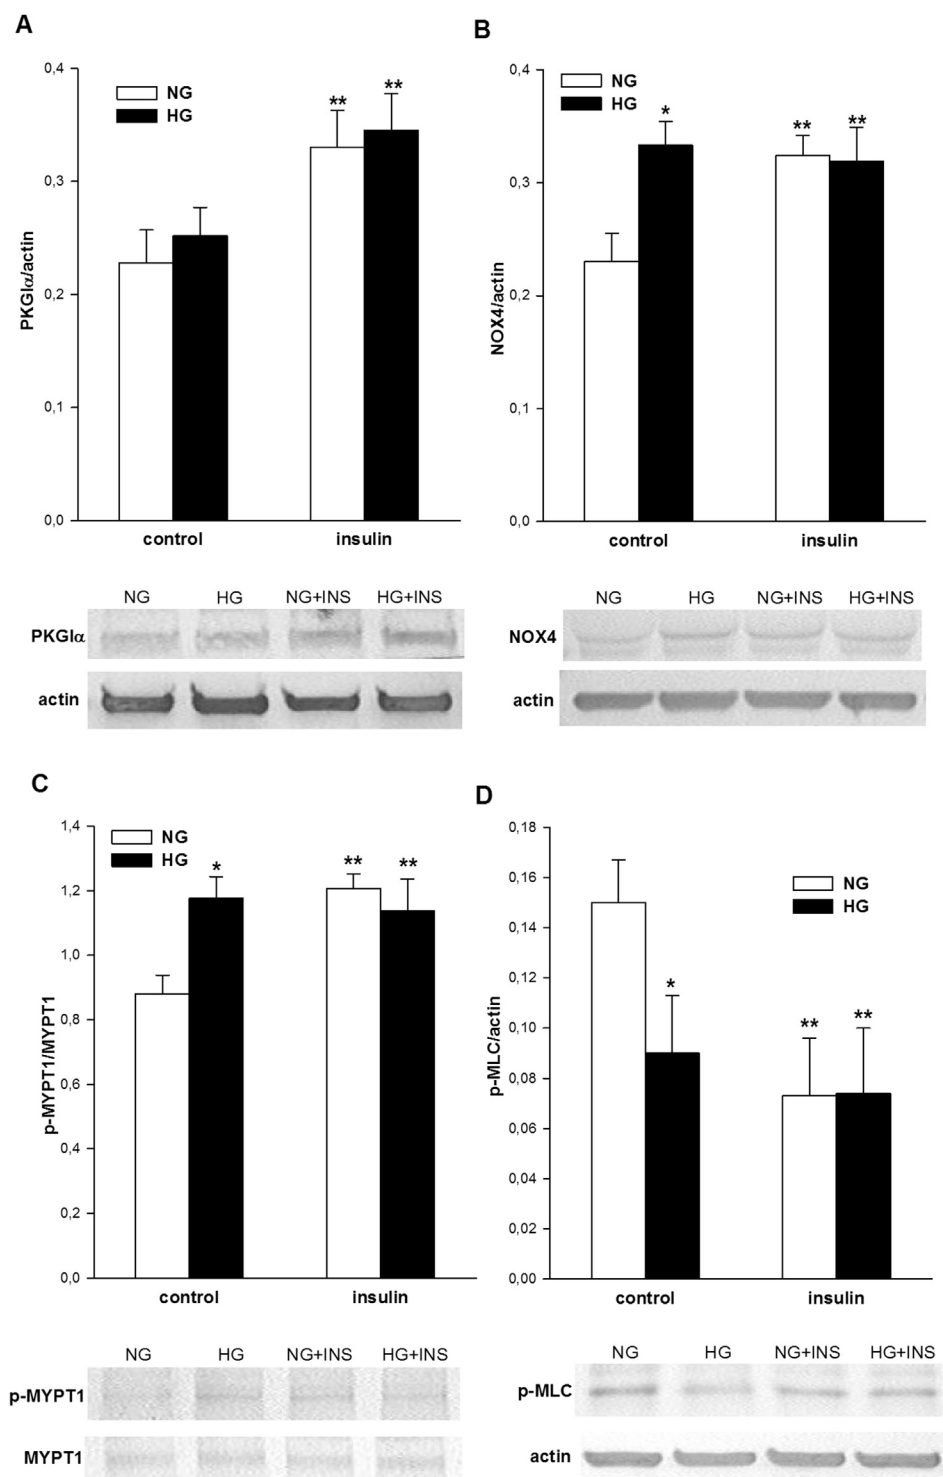 A
0,4
0,3
0,2
0,1
0,0
PKGIα/actin
NG
HG
**
**
control
insulin
NG HG NG+INS HG+INS
PKGIα
actin
B
0,4
0,3
0,2
0,1
0,0
NOX4/actin
NG
HG
*
**
**
control
insulin
NG HG NG+INS HG+INS
NOX4
actin
C
1,4
1,2
1,0
0,8
0,6
0,4
0,2
0,0
p-MYPT1/MYPT1
NG
HG
*
**
**
control
insulin
NG HG NG+INS HG+INS
p-MYPT1
MYPT1
D
0,18
0,16
0,14
0,12
0,10
0,08
0,06
0,04
0,02
0,00
p-MLC/actin
NG
HG
*
**
**
control
insulin
NG HG NG+INS HG+INS
p-MLC
actin